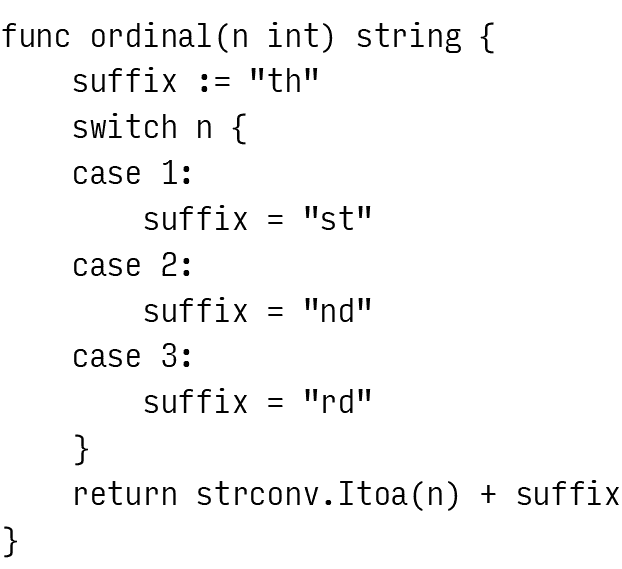 func ordinal(n int) string {
    suffix := "th"
    switch n {
    case 1:
        suffix = "st"
    case 2:
        suffix = "nd"
    case 3:
        suffix = "rd"
    }
    return strconv.Itoa(n) + suffix
}